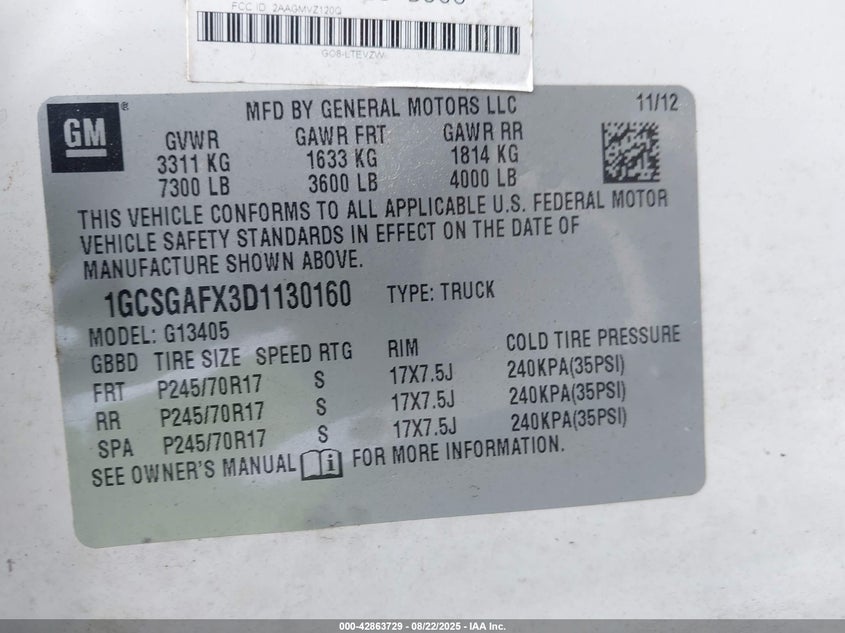 FCC ID: 2AAGMVZ120Q
GO8-LTEVZW
GM
®
MFD BY GENERAL MOTORS LLC
11/12
GVWR GAWR FRT GAWR RR
3311 KG 1633 KG 1814 KG
7300 LB 3600 LB 4000 LB
THIS VEHICLE CONFORMS TO ALL APPLICABLE U.S. FEDERAL MOTOR
VEHICLE SAFETY STANDARDS IN EFFECT ON THE DATE OF
MANUFACTURE SHOWN ABOVE.
1GCSGAFX3D1130160 TYPE: TRUCK
MODEL: G13405
GBBD TIRE SIZE SPEED RTG RIM COLD TIRE PRESSURE
FRT P245/70R17 S 17X7.5J 240KPA(35PSI)
RR P245/70R17 S 17X7.5J 240KPA(35PSI)
SPA P245/70R17 S 17X7.5J 240KPA(35PSI)
SEE OWNER'S MANUAL i FOR MORE INFORMATION.
000-42863729 - 08/22/2025 - IAA Inc.